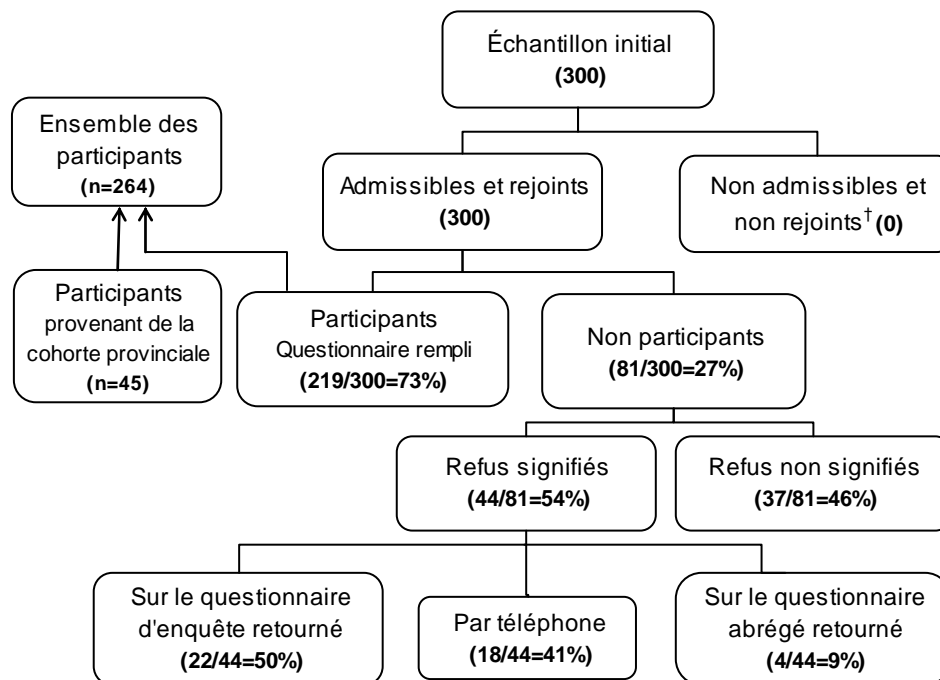 Échantillon initial
(300)
Ensemble des
participants
(n=264)
Admissibles et rejoints
(300)
Non admissibles et
non rejoints† (0)
Participants
provenant de la
cohorte provinciale
(n=45)
Participants
Questionnaire rempli
(219/300=73%)
Non participants
(81/300=27%)
Refus signifiés
(44/81=54%)
Refus non signifiés
(37/81=46%)
Sur le questionnaire
d'enquête retourné
(22/44=50%)
Par téléphone
(18/44=41%)
Sur le questionnaire
abrégé retourné
(4/44=9%)